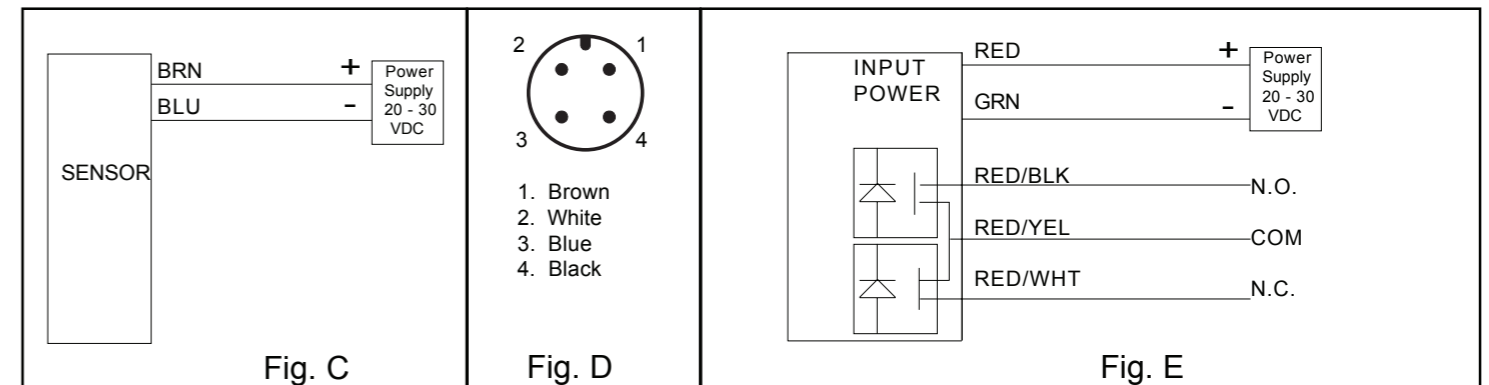 SENSOR
BRN
BLU
+
-
Power
Supply
20 - 30
VDC
Fig. C
2 1
3 4
1. Brown
2. White
3. Blue
4. Black
Fig. D
INPUT
POWER
RED
GRN
+
-
Power
Supply
20 - 30
VDC
RED/BLK
N.O.
RED/YEL
COM
RED/WHT
N.C.
Fig. E